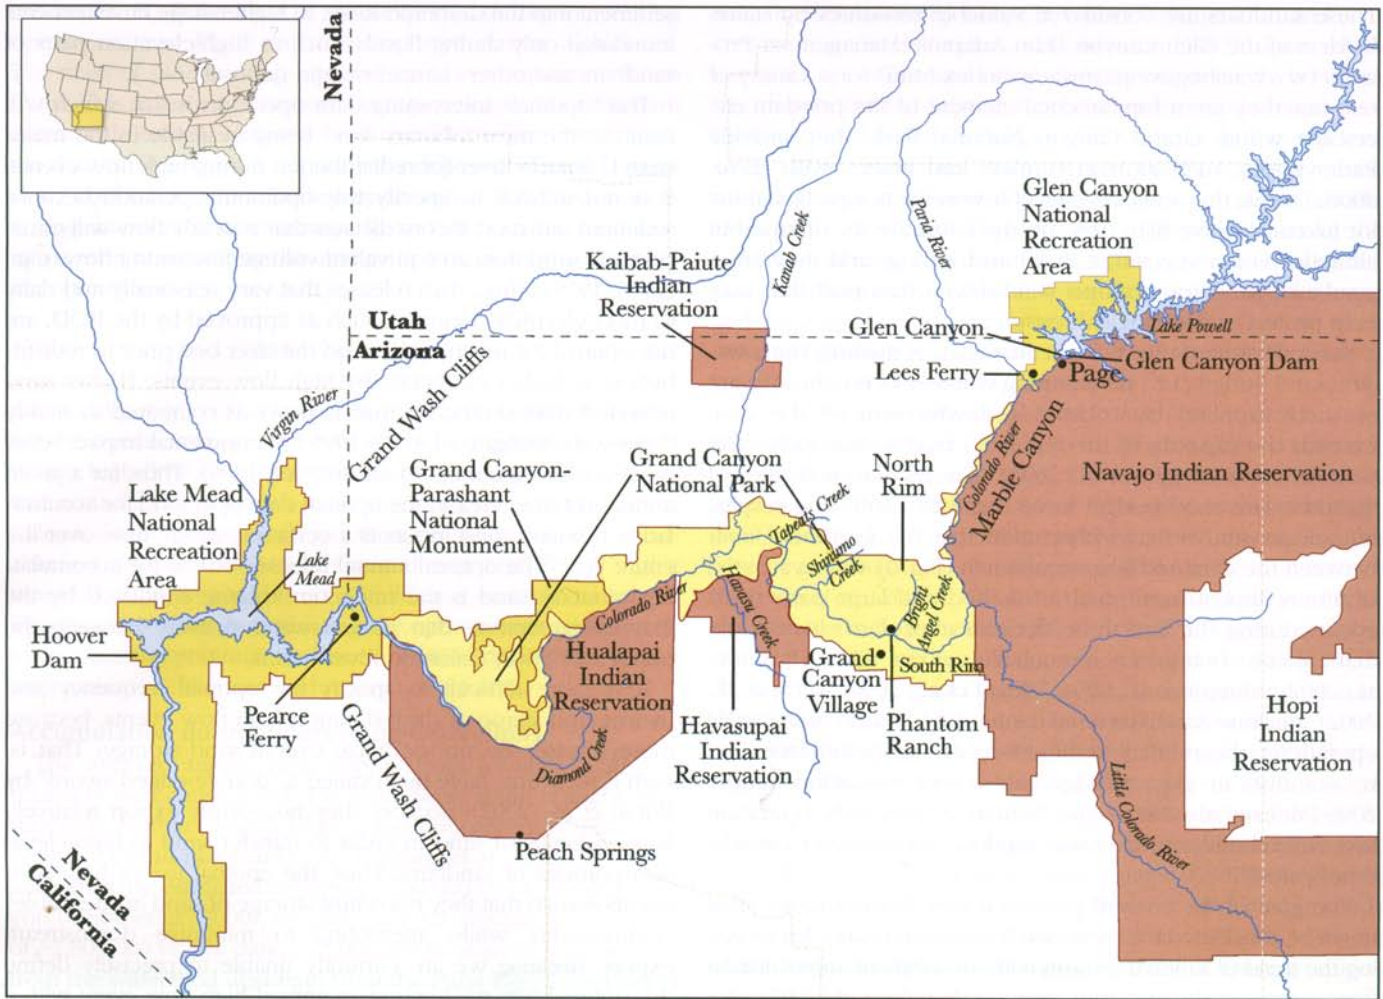 Nevada
Utah
Arizona
Kaibab-Paiute
Indian
Reservation
Kanab Creek
Paria River
Glen Canyon
National
Recreation
Area
Lake Powell
Glen Canyon
Lees Ferry
Page
Glen Canyon Dam
Virgin River
Grand Wash Cliffs
Lake Mead
National
Recreation
Area
Lake
Mead
Grand Canyon-
Parashant
National
Monument
Grand Canyon
National Park
North
Rim
Tapeats Creek
Shinumo
Creek
Colorado River
Marble Canyon
Navajo Indian Reservation
Hoover
Dam
Pearce
Ferry
Grand Wash Cliffs
Colorado River
Hualapai
Indian
Reservation
Diamond Creek
Peach Springs
Havasu Creek
Havasupai
Indian
Reservation
Bright
Angel Creek
Grand
Canyon
Village
South Rim
Phantom
Ranch
Hopi
Indian
Reservation
Little Colorado River
Nevada
California